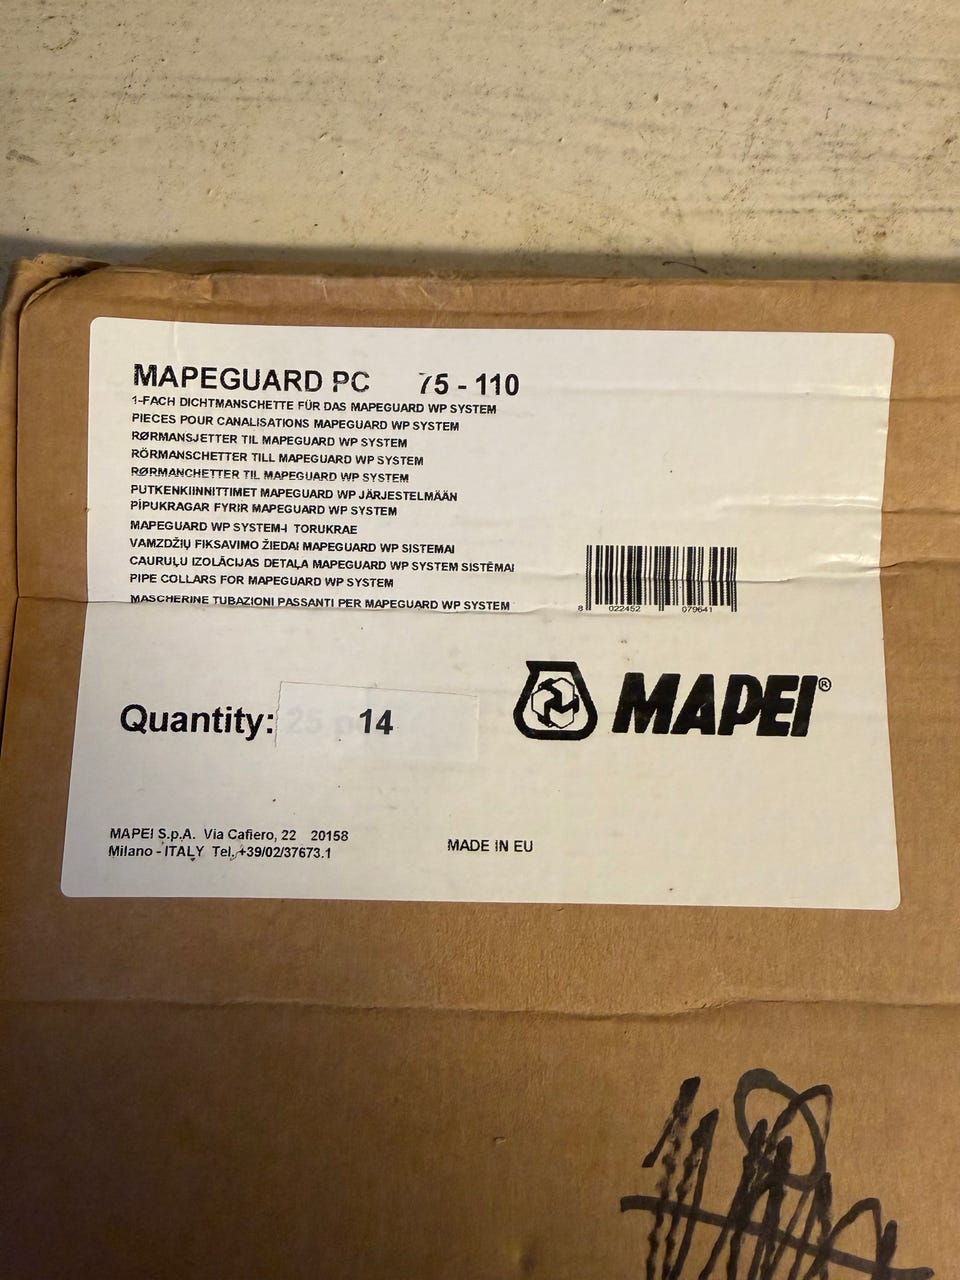 MAPEGUARD PC 75 - 110
1-FACH DICHTMANSCHETTE FÜR DAS MAPEGUARD WP SYSTEM
PIECES POUR CANALISATIONS MAPEGUARD WP SYSTEM
RØRMANSJETTER TIL MAPEGUARD WP SYSTEM
RÖRMANSCHETTER TILL MAPEGUARD WP SYSTEM
RØRMANCHETTER TIL MAPEGUARD WP SYSTEM
PUTKENKIINNITTIMET MAPEGUARD WP JÄRJESTELMÄÄN
PÍPUKRAGAR FYRIR MAPEGUARD WP SYSTEM
MAPEGUARD WP SYSTEM-I TORUKRAE
VAMZDŽIŲ FIKSAVIMO ŽIEDAI MAPEGUARD WP SISTEMAI
CAURUĻU IZOLĀCIJAS DETAĻA MAPEGUARD WP SYSTEM SISTĒMAI
PIPE COLLARS FOR MAPEGUARD WP SYSTEM
MASCHERINE TUBAZIONI PASSANTI PER MAPEGUARD WP SYSTEM
8 022452 079641
MAPEI®
Quantity: 14
MAPEI S.p.A. Via Cafiero, 22 20158
Milano - ITALY Tel. +39/02/37673.1
MADE IN EU